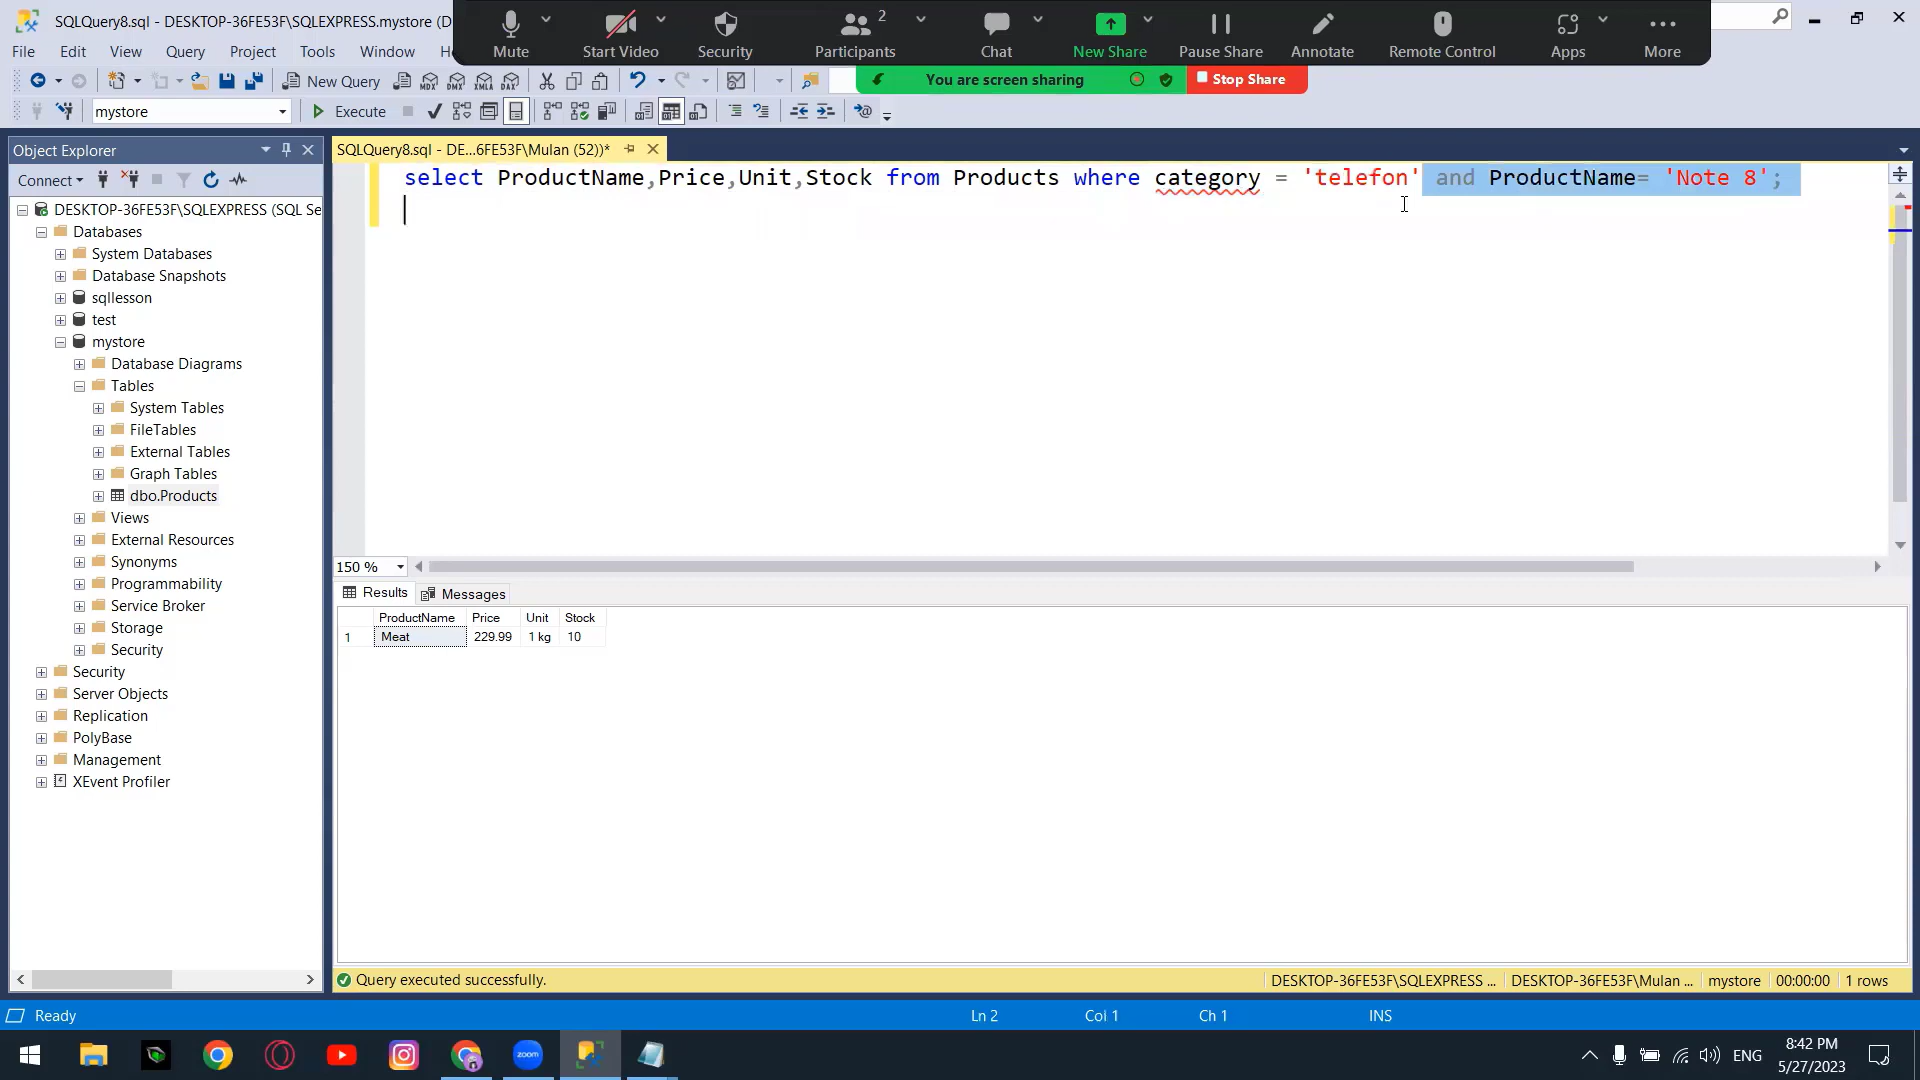 SQLQuery8.sql - DESKTOP-36FE53F\SQLEXPRESS.mystore (D
File Edit View Query Project Tools Window H
Mute Start Video Security Participants 2 Chat New Share Pause Share Annotate Remote Control Apps More
You are screen sharing Stop Share
New Query MDX DMX XMLA DAX
mystore Execute
Object Explorer
Connect
DESKTOP-36FE53F\SQLEXPRESS (SQL Se
Databases
System Databases
Database Snapshots
sqllesson
test
mystore
Database Diagrams
Tables
System Tables
FileTables
External Tables
Graph Tables
dbo.Products
Views
External Resources
Synonyms
Programmability
Service Broker
Storage
Security
Security
Server Objects
Replication
PolyBase
Management
XEvent Profiler
SQLQuery8.sql - DE...6FE53F\Mulan (52))*
select ProductName,Price,Unit,Stock from Products where category = 'telefon' and ProductName= 'Note 8';
150 %
Results Messages
ProductName Price Unit Stock
1 Meat 229.99 1 kg 10
Query executed successfully. DESKTOP-36FE53F\SQLEXPRESS ... DESKTOP-36FE53F\Mulan ... mystore 00:00:00 1 rows
Ready Ln 2 Col 1 Ch 1 INS
zoom ENG 8:42 PM
5/27/2023